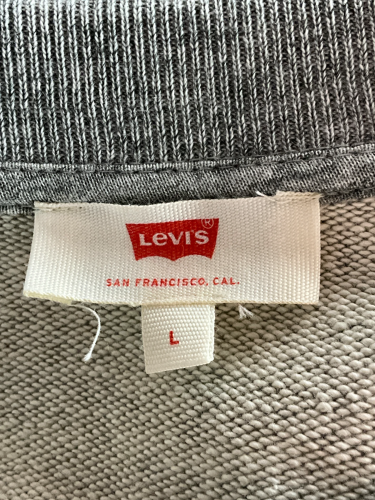 LEVI'S®
SAN FRANCISCO, CAL.
L